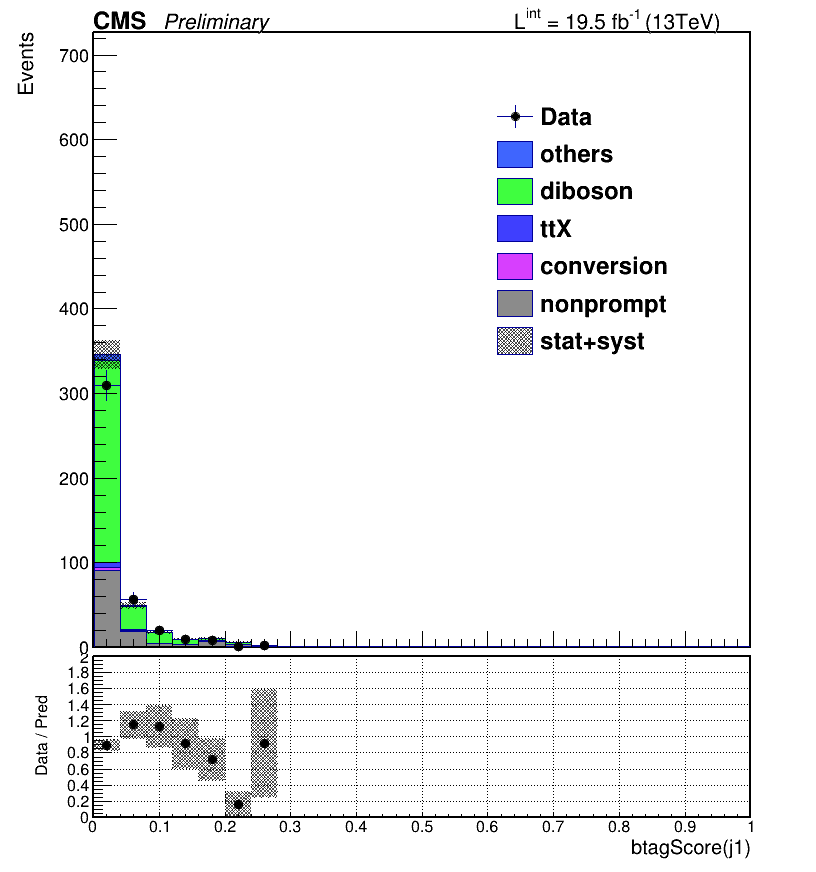 CMS Preliminary L^int = 19.5 fb^-1 (13TeV)
Events
700
600
500
400
300
200
100
0
Data
others
diboson
ttX
conversion
nonprompt
stat+syst
Data / Pred
2
1.8
1.6
1.4
1.2
1
0.8
0.6
0.4
0.2
0
0 0.1 0.2 0.3 0.4 0.5 0.6 0.7 0.8 0.9 1
btagScore(j1)